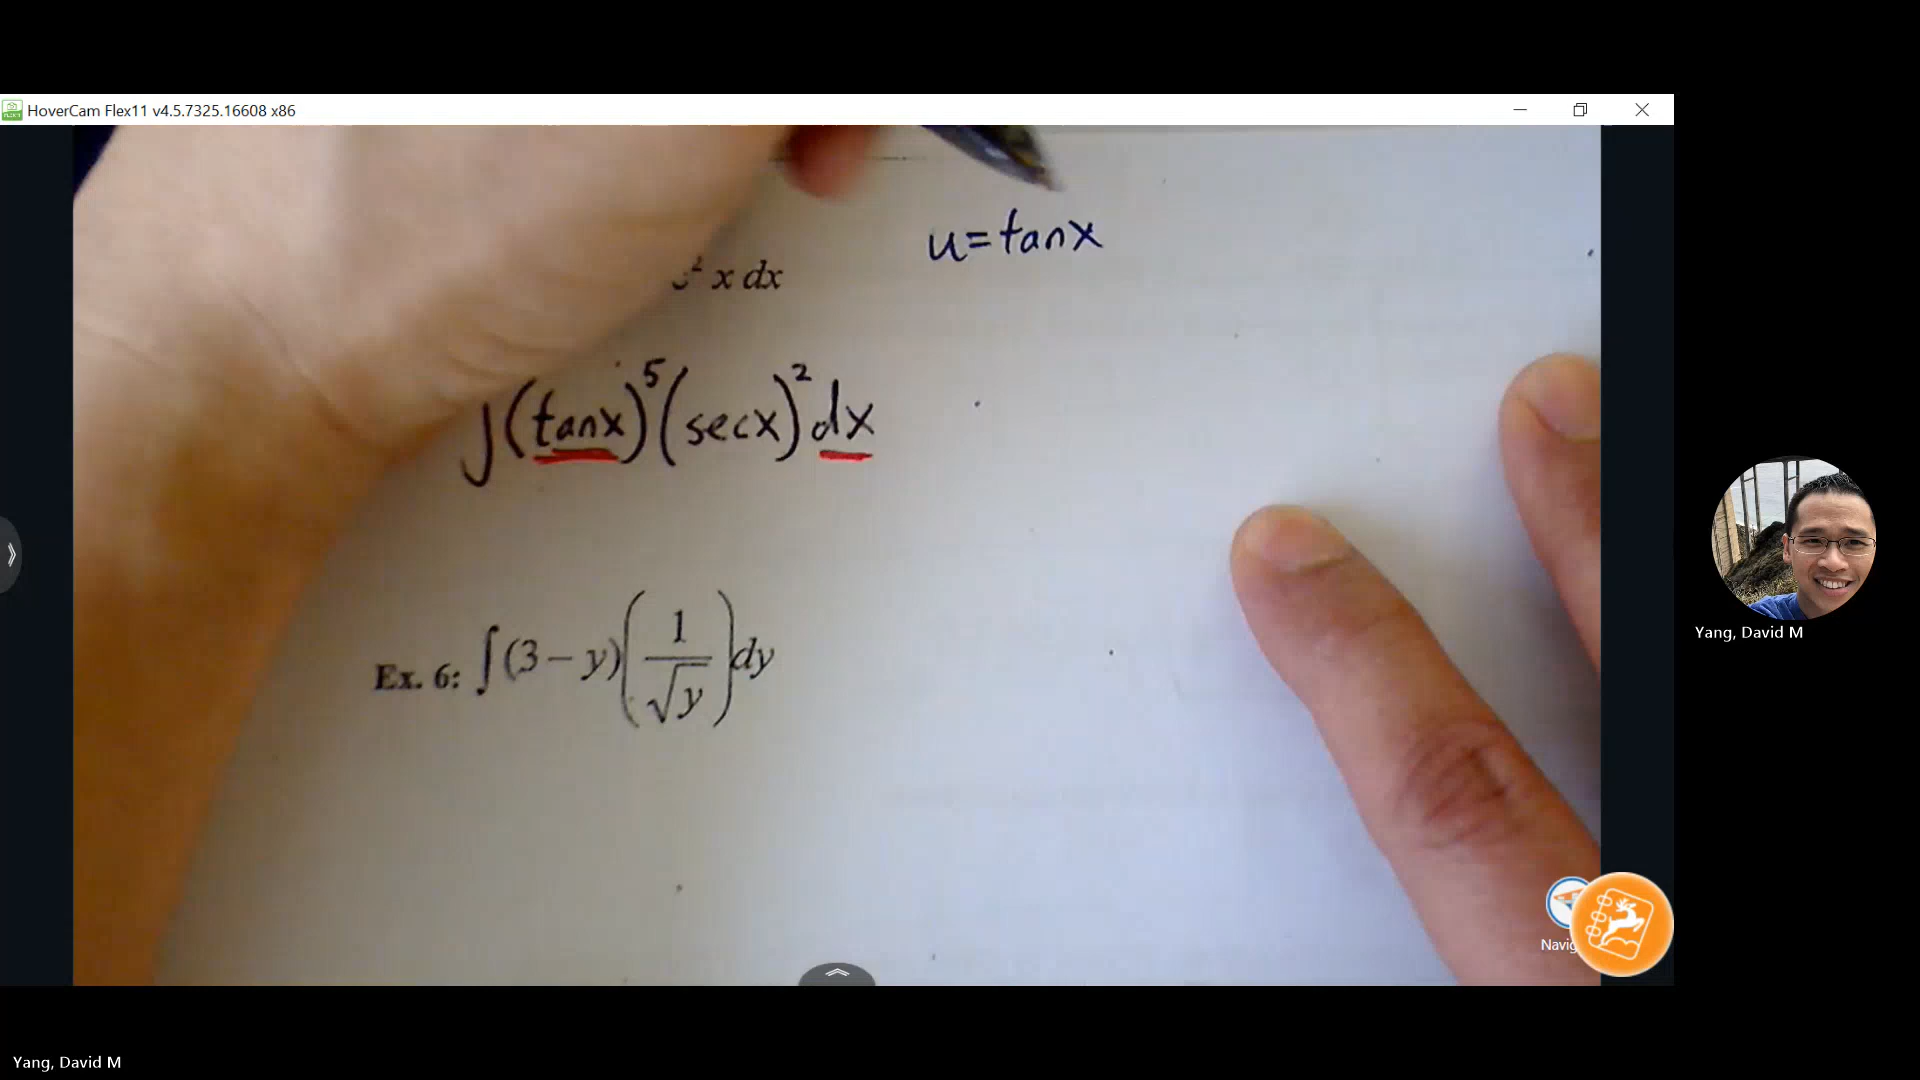 HoverCam Flex11 v4.5.7325.16608 x86
u=tanx
² x dx
∫(tanx)⁵(secx)²dx
Ex. 6: ∫(3 − y)(1/√y)dy
Yang, David M
Yang, David M